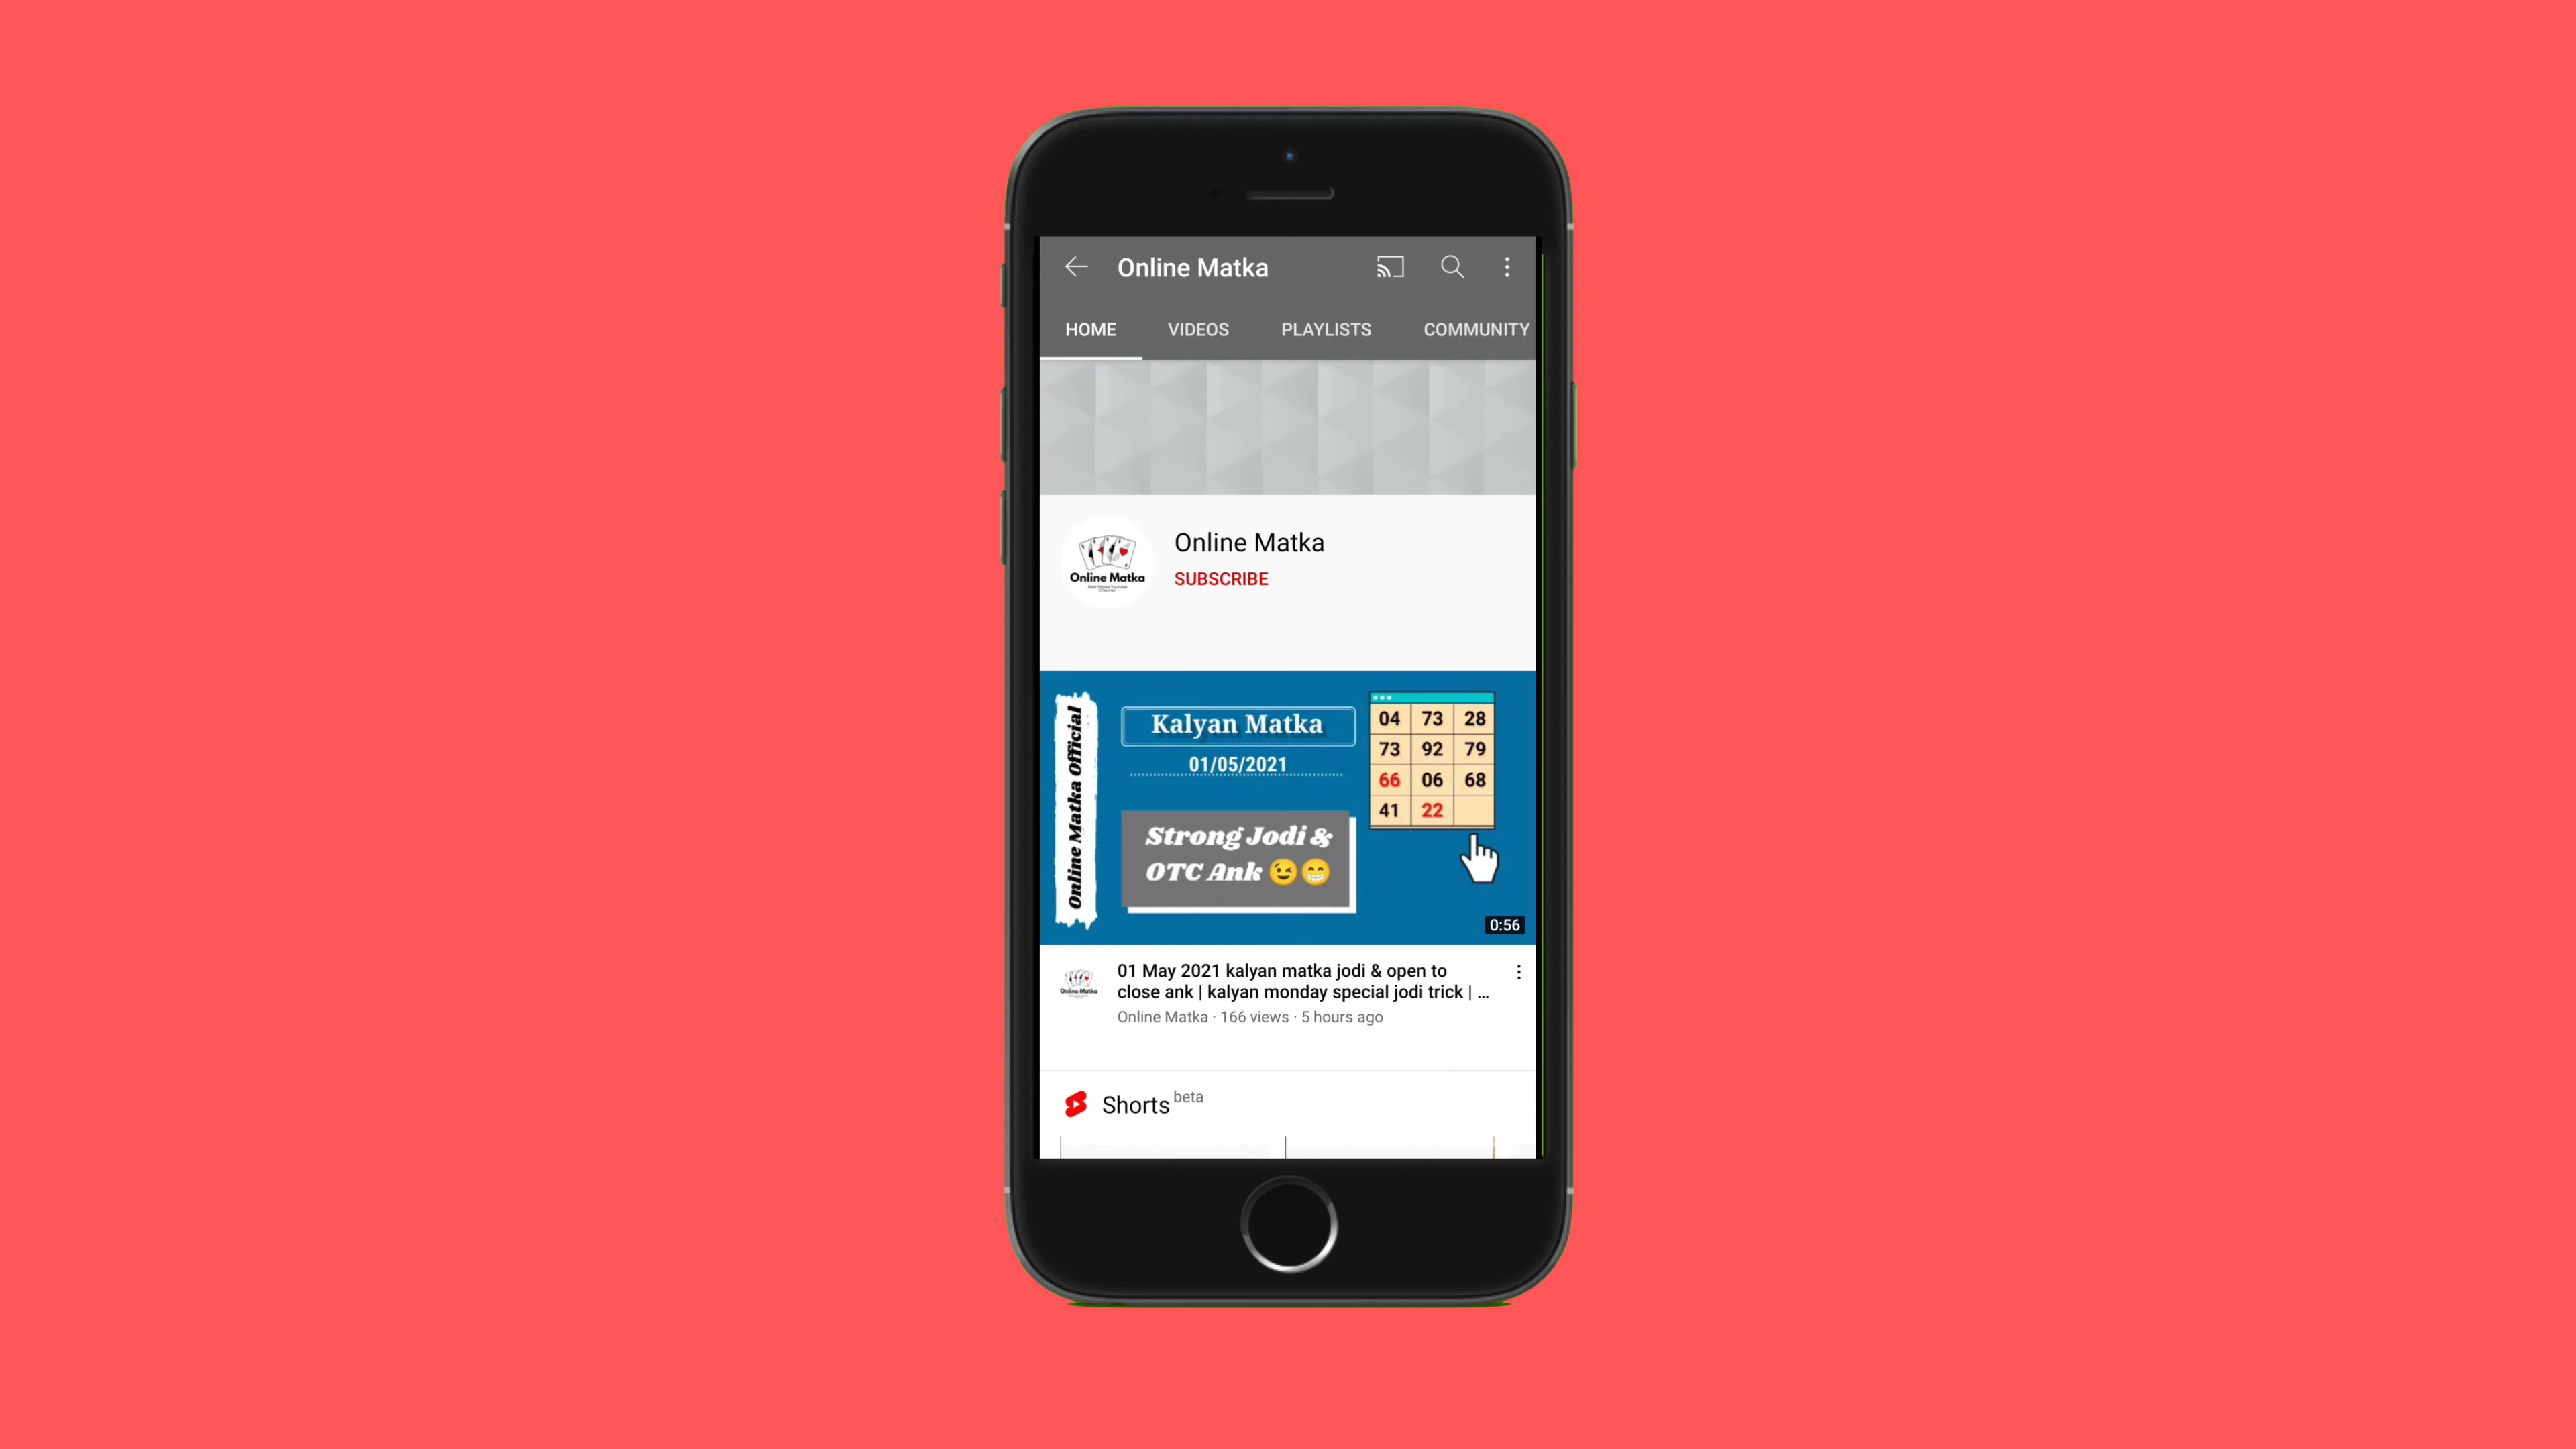 Online Matka
HOME VIDEOS PLAYLISTS COMMUNITY
Online Matka
Online Matka
SUBSCRIBE
Online Matka Official
Kalyan Matka
01/05/2021
Strong Jodi &
OTC Ank 😉😁
04 73 28
73 92 79
66 06 68
41 22
0:56
Online Matka
01 May 2021 kalyan matka jodi & open to
close ank | kalyan monday special jodi trick | ...
Online Matka · 166 views · 5 hours ago
Shorts beta